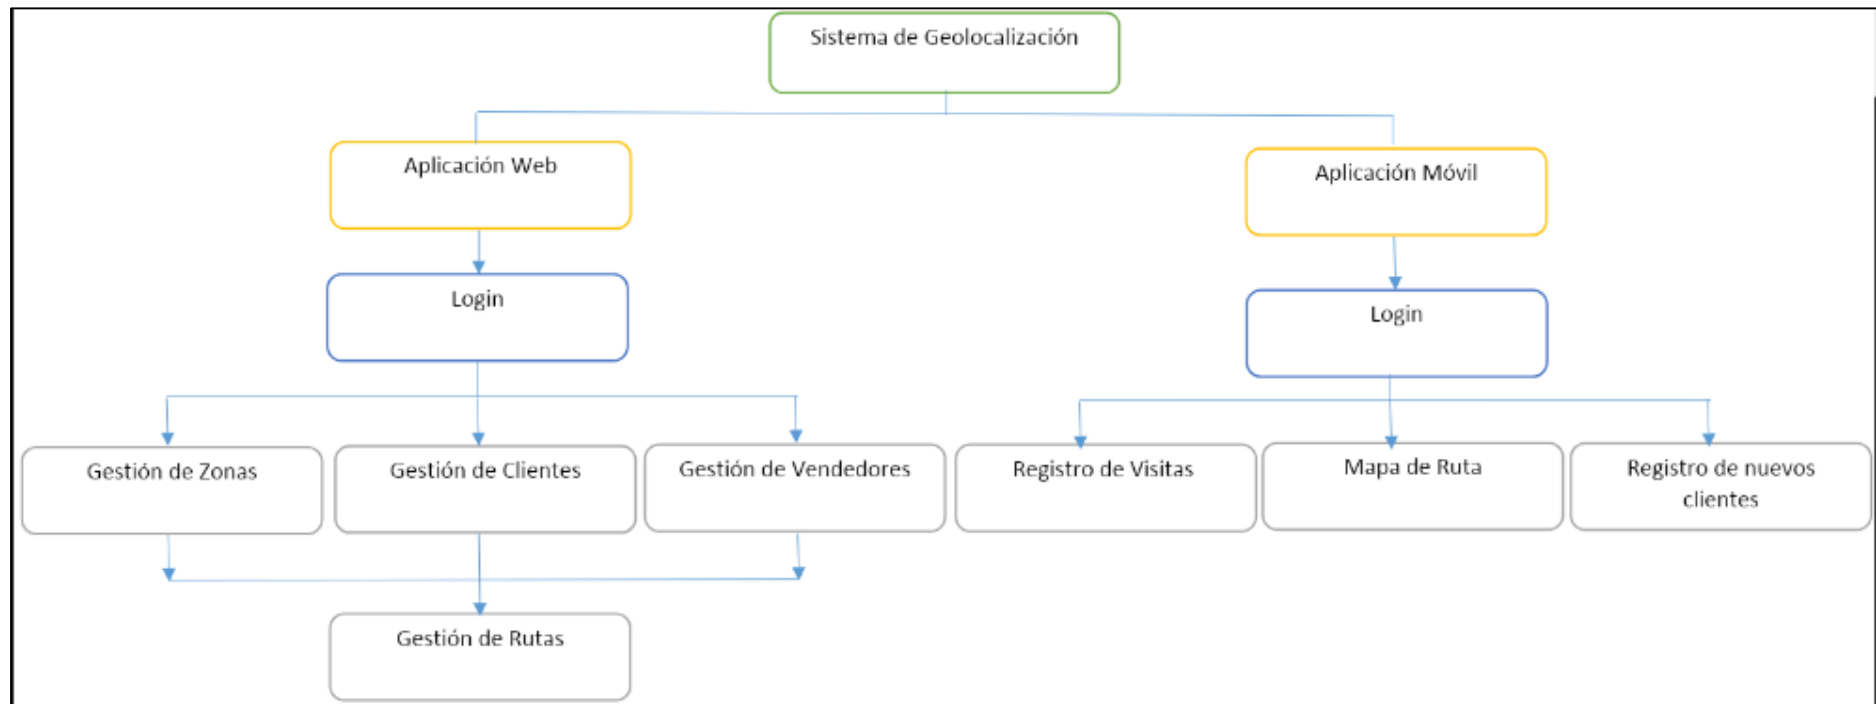 Sistema de Geolocalización
Aplicación Web
Aplicación Móvil
Login
Login
Gestión de Zonas
Gestión de Clientes
Gestión de Vendedores
Registro de Visitas
Mapa de Ruta
Registro de nuevos
clientes
Gestión de Rutas